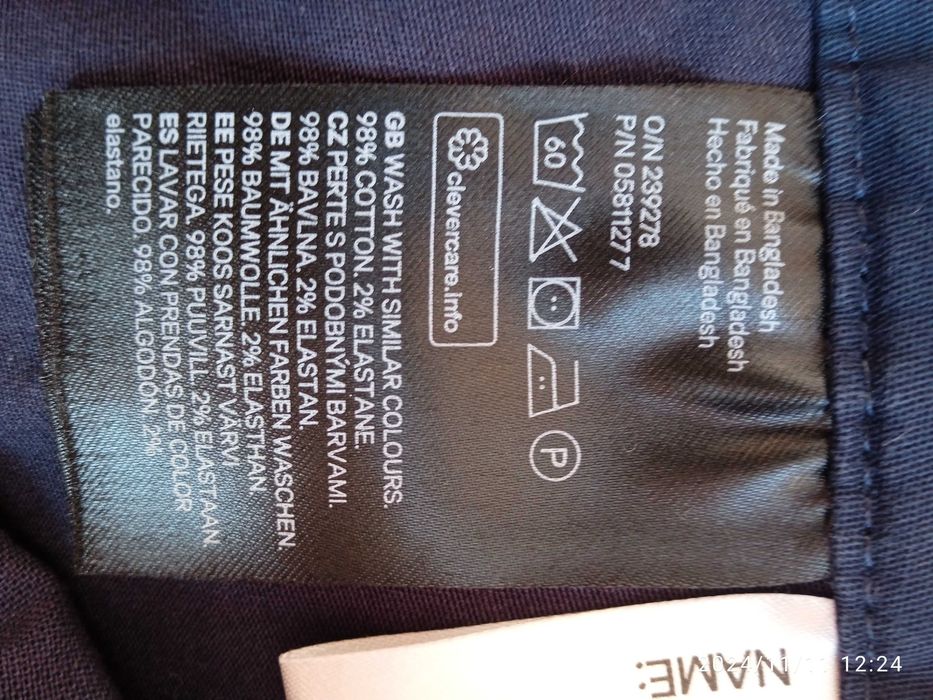 Made in Bangladesh
Fabriqué en Bangladesh
Hecho en Bangladesh
O/N 239278
P/N 05811277
60
P
clevercare.info
GB WASH WITH SIMILAR COLOURS.
98% COTTON. 2% ELASTANE.
CZ PERTE S PODOBNÝMI BARVAMI.
98% BAVLNA. 2% ELASTAN.
DE MIT ÄHNLICHEN FARBEN WASCHEN.
98% BAUMWOLLE. 2% ELASTHAN.
EE PESE KOOS SARNAST VÄRVI
RIIETEGA. 98% PUUVILL. 2% ELASTAAN.
ES LAVAR CON PRENDAS DE COLOR
PARECIDO. 98% ALGODÓN. 2%
elastano.
NAME:
12:24